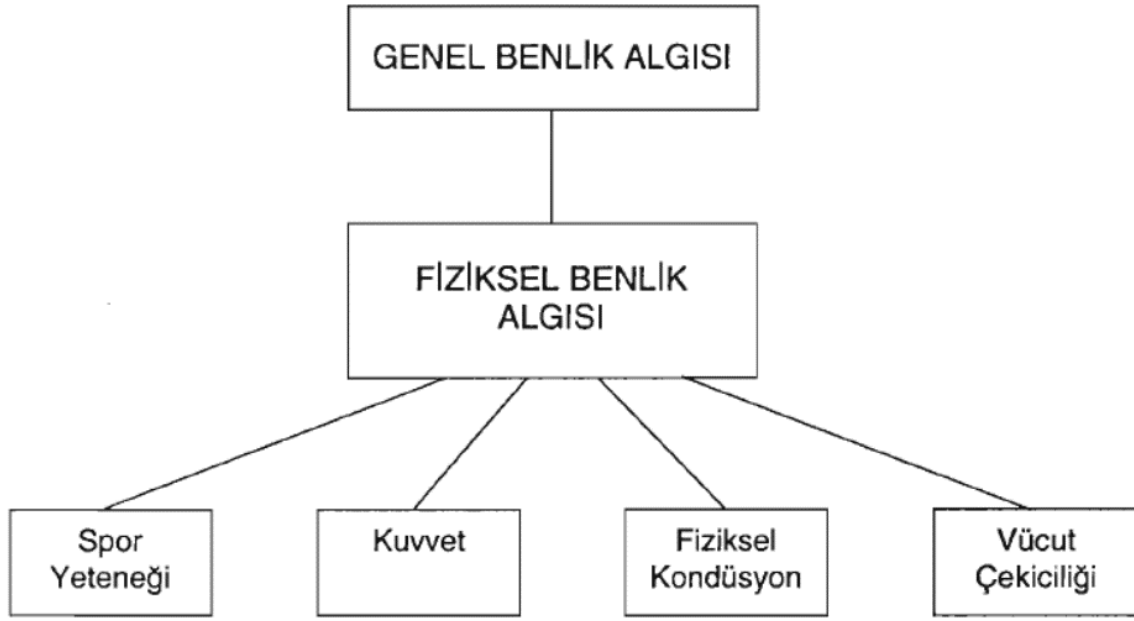 GENEL BENLİK ALGISI
FİZİKSEL BENLİK
ALGISI
Spor
Yeteneği
Kuvvet
Fiziksel
Kondüsyon
Vücut
Çekiciliği